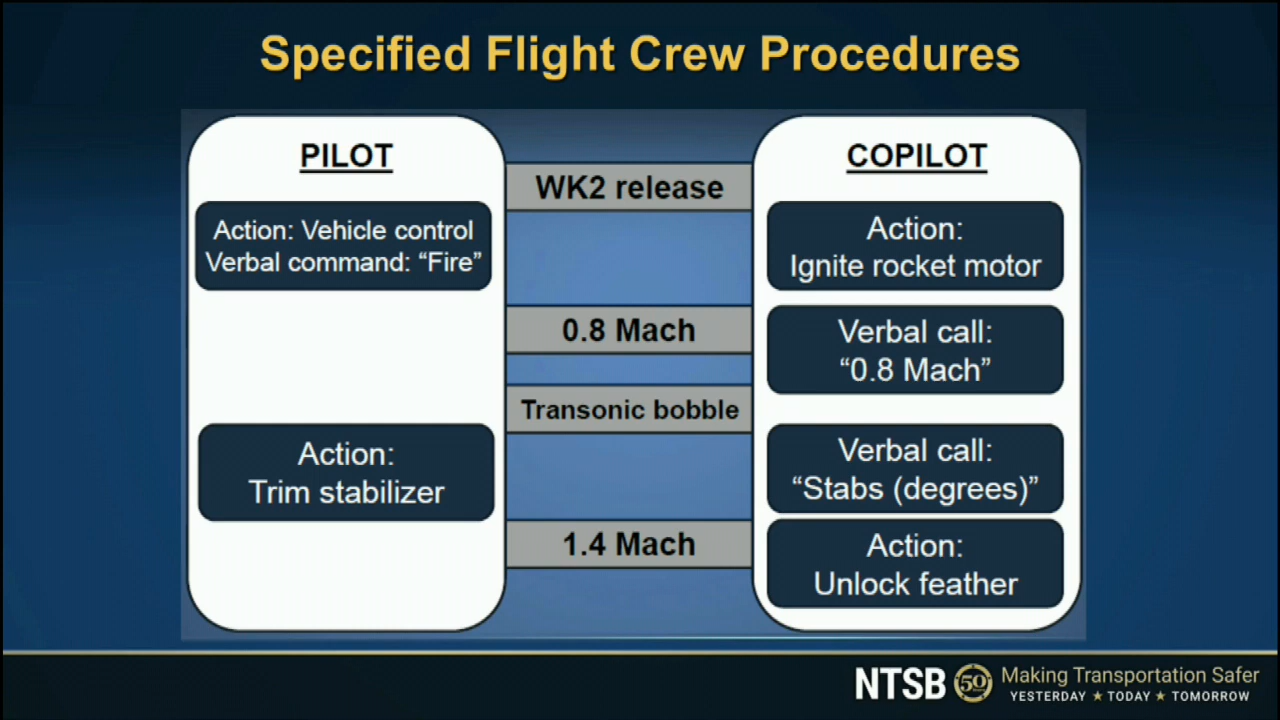 Specified Flight Crew Procedures
PILOT
Action: Vehicle control
Verbal command: “Fire”
Action:
Trim stabilizer
WK2 release
0.8 Mach
Transonic bobble
1.4 Mach
COPILOT
Action:
Ignite rocket motor
Verbal call:
“0.8 Mach”
Verbal call:
“Stabs (degrees)”
Action:
Unlock feather
NTSB 50 Making Transportation Safer
YESTERDAY ★ TODAY ★ TOMORROW